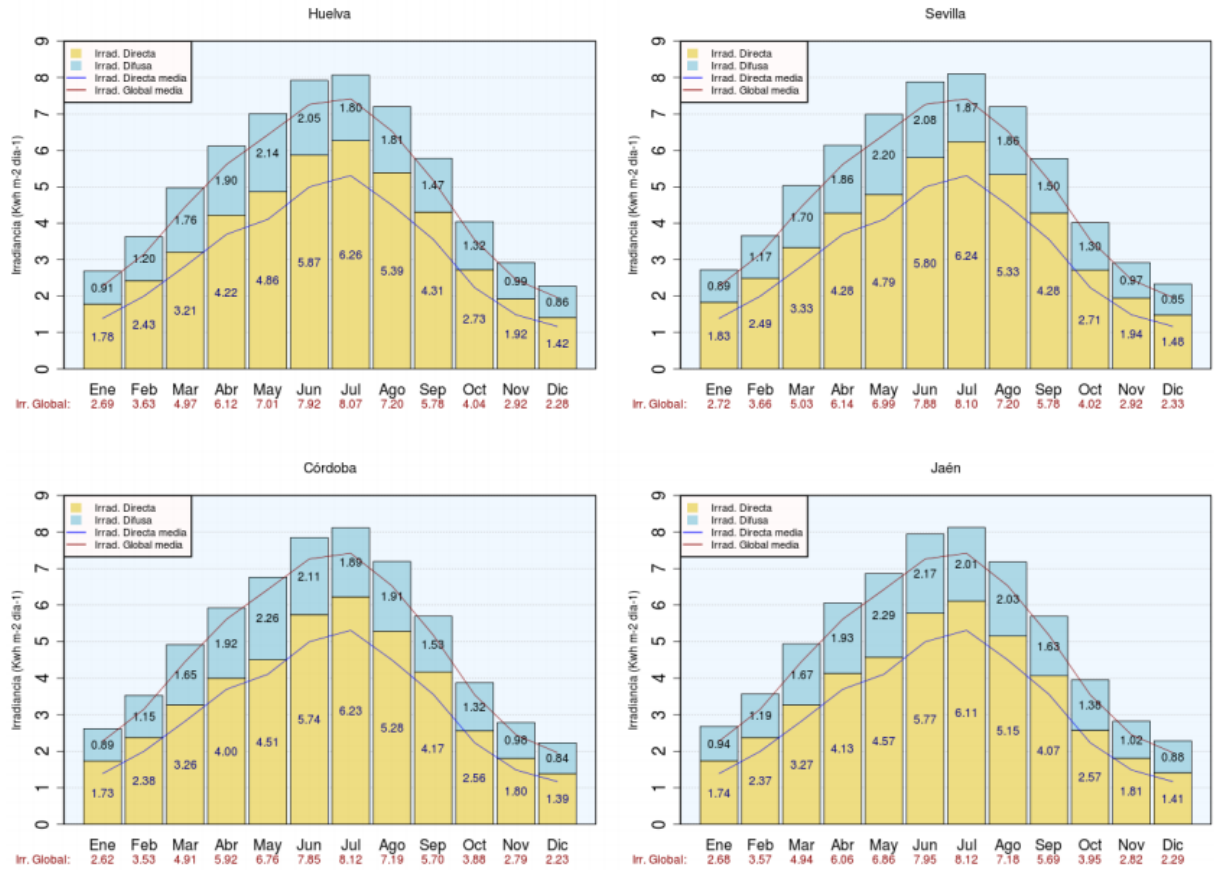 Huelva
Irradiancia (Kwh m-2 dia-1)
9
8
7
6
5
4
3
2
1
0
Irrad. Directa
Irrad. Difusa
Irrad. Directa media
Irrad. Global media
0.91 1.20 1.76 1.90 2.14 2.05 1.80 1.81 1.47 1.32 0.99 0.86
1.78 2.43 3.21 4.22 4.86 5.87 6.26 5.39 4.31 2.73 1.92 1.42
Ene Feb Mar Abr May Jun Jul Ago Sep Oct Nov Dic
Irr. Global: 2.69 3.63 4.97 6.12 7.01 7.92 8.07 7.20 5.78 4.04 2.92 2.28
Sevilla
Irradiancia (Kwh m-2 dia-1)
9
8
7
6
5
4
3
2
1
0
Irrad. Directa
Irrad. Difusa
Irrad. Directa media
Irrad. Global media
0.89 1.17 1.70 1.86 2.20 2.08 1.87 1.86 1.50 1.30 0.97 0.85
1.83 2.49 3.33 4.28 4.79 5.80 6.24 5.33 4.28 2.71 1.94 1.48
Ene Feb Mar Abr May Jun Jul Ago Sep Oct Nov Dic
Irr. Global: 2.72 3.66 5.03 6.14 6.99 7.88 8.10 7.20 5.78 4.02 2.92 2.33
Córdoba
Irradiancia (Kwh m-2 dia-1)
9
8
7
6
5
4
3
2
1
0
Irrad. Directa
Irrad. Difusa
Irrad. Directa media
Irrad. Global media
0.89 1.15 1.65 1.92 2.26 2.11 1.89 1.91 1.53 1.32 0.98 0.84
1.73 2.38 3.26 4.00 4.51 5.74 6.23 5.28 4.17 2.56 1.80 1.39
Ene Feb Mar Abr May Jun Jul Ago Sep Oct Nov Dic
Irr. Global: 2.62 3.53 4.91 5.92 6.76 7.85 8.12 7.19 5.70 3.88 2.79 2.23
Jaén
Irradiancia (Kwh m-2 dia-1)
9
8
7
6
5
4
3
2
1
0
Irrad. Directa
Irrad. Difusa
Irrad. Directa media
Irrad. Global media
0.94 1.19 1.67 1.93 2.29 2.17 2.01 2.03 1.63 1.38 1.02 0.88
1.74 2.37 3.27 4.13 4.57 5.77 6.11 5.15 4.07 2.57 1.81 1.41
Ene Feb Mar Abr May Jun Jul Ago Sep Oct Nov Dic
Irr. Global: 2.68 3.57 4.94 6.06 6.86 7.95 8.12 7.18 5.69 3.95 2.82 2.29